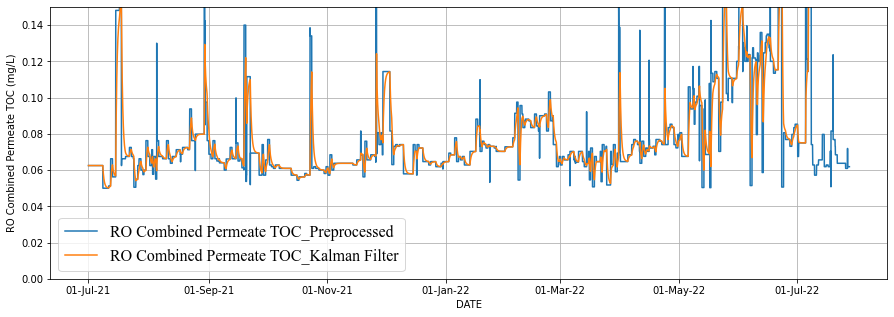 RO Combined Permeate TOC (mg/L)
0.14
0.12
0.10
0.08
0.06
0.04
0.02
0.00
RO Combined Permeate TOC_Preprocessed
RO Combined Permeate TOC_Kalman Filter
01-Jul-21
01-Sep-21
01-Nov-21
01-Jan-22
01-Mar-22
01-May-22
01-Jul-22
DATE